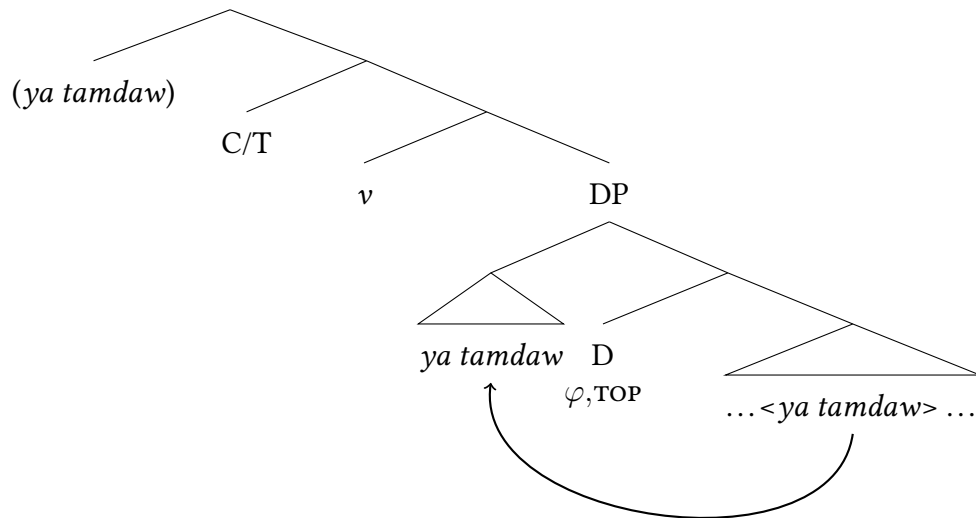 (ya tamdaw)
C/T
v
DP
ya tamdaw
D
φ,TOP
…<ya tamdaw> …